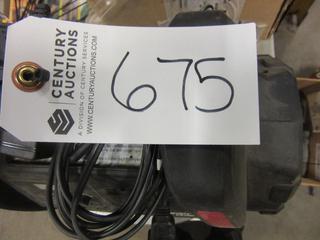 CENTURY
AUCTIONS
A DIVISION OF CENTURY SERVICES
WWW.CENTURYAUCTIONS.COM
675